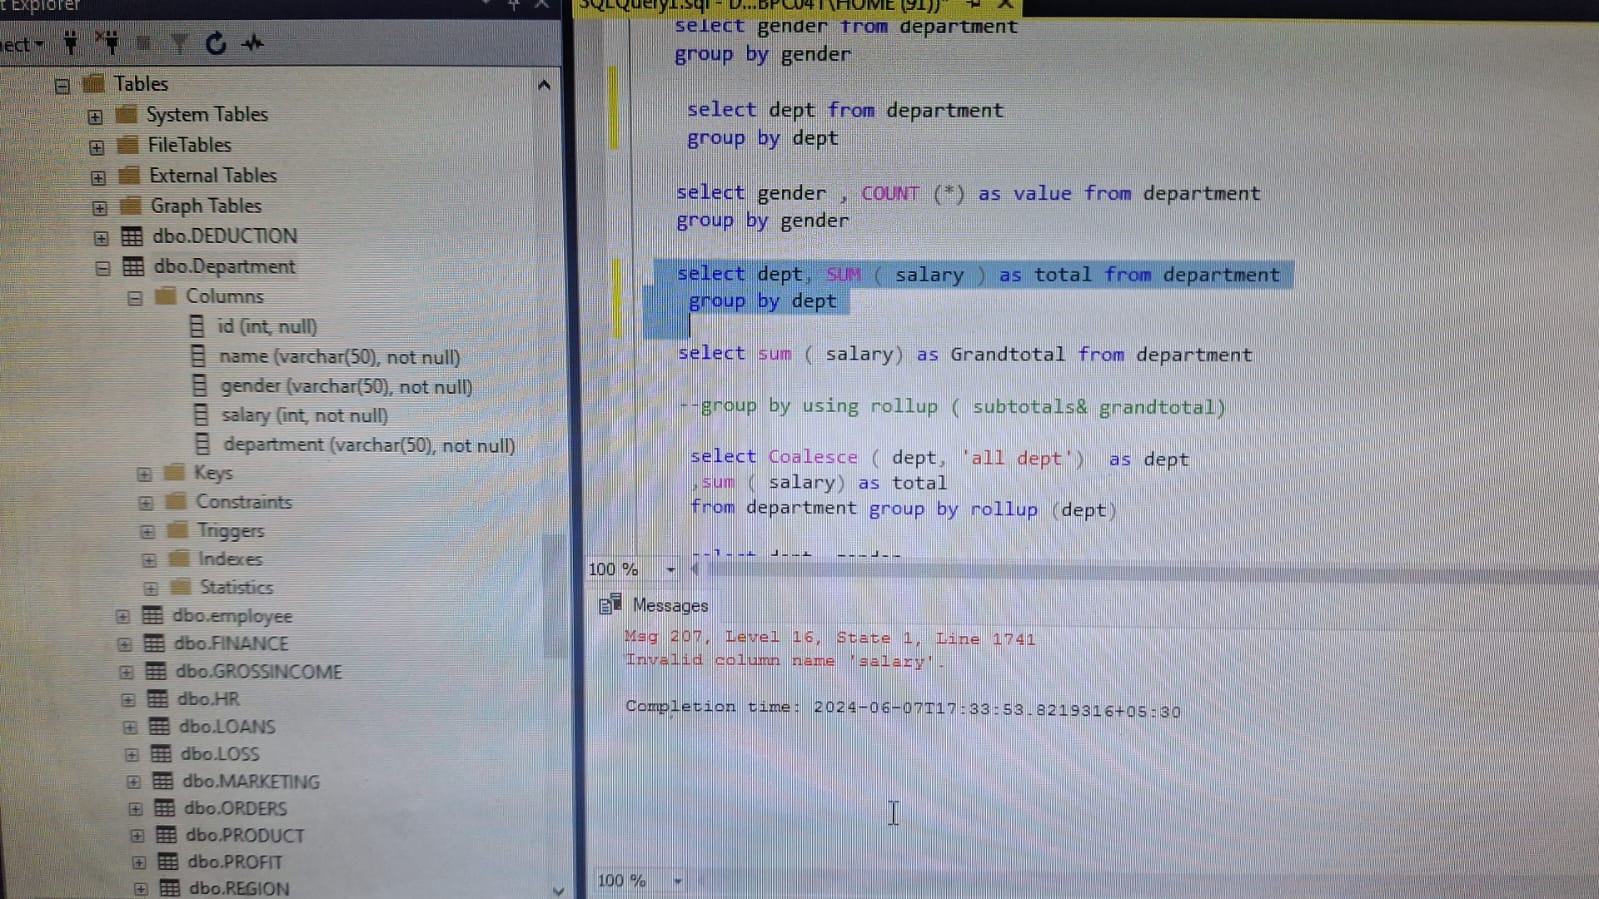 t Explorer
ect
Tables
System Tables
FileTables
External Tables
Graph Tables
dbo.DEDUCTION
dbo.Department
Columns
id (int, null)
name (varchar(50), not null)
gender (varchar(50), not null)
salary (int, not null)
department (varchar(50), not null)
Keys
Constraints
Triggers
Indexes
Statistics
dbo.employee
dbo.FINANCE
dbo.GROSSINCOME
dbo.HR
dbo.LOANS
dbo.LOSS
dbo.MARKETING
dbo.ORDERS
dbo.PRODUCT
dbo.PROFIT
dbo.REGION
SQLQuery1.sql - D...BPC041\HOME (91))*
select gender from department
group by gender
select dept from department
group by dept
select gender , COUNT (*) as value from department
group by gender
select dept, SUM ( salary ) as total from department
group by dept
select sum ( salary) as Grandtotal from department
--group by using rollup ( subtotals& grandtotal)
select Coalesce ( dept, 'all dept') as dept
,sum ( salary) as total
from department group by rollup (dept)
100 %
Messages
Msg 207, Level 16, State 1, Line 1741
Invalid column name 'salary'.
Completion time: 2024-06-07T17:33:53.8219316+05:30
100 %